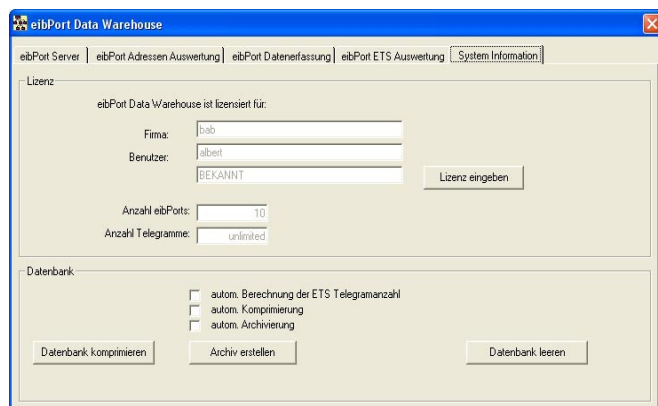 eibPort Data Warehouse
eibPort Server eibPort Adressen Auswertung eibPort Datenerfassung eibPort ETS Auswertung System Information
Lizenz
eibPort Data Warehouse ist lizensiert für:
Firma: bab
Benutzer: albert
BEKANNT
Lizenz eingeben
Anzahl eibPorts: 10
Anzahl Telegramme: unlimited
Datenbank
autom. Berechnung der ETS Telegramanzahl
autom. Komprimierung
autom. Archivierung
Datenbank komprimieren Archiv erstellen Datenbank leeren